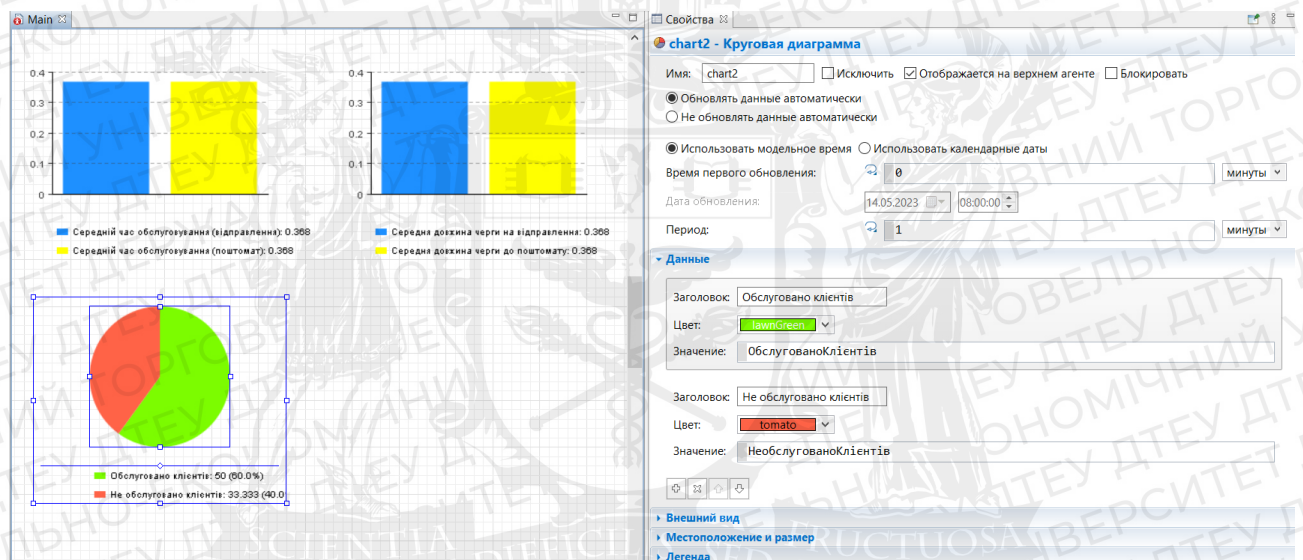 Main
0.4
0.3
0.2
0.1
0
Середній час обслуговування (відправлення): 0.368
Середній час обслуговування (поштомат): 0.368
0.4
0.3
0.2
0.1
0
Середня довжина черги на відправлення: 0.368
Середня довжина черги до поштомату: 0.368
Обслуговано клієнтів: 50 (60.0%)
Не обслуговано клієнтів: 33.333 (40.0
Свойства
chart2 - Круговая диаграмма
Имя: chart2 Исключить Отображается на верхнем агенте Блокировать
Обновлять данные автоматически
Не обновлять данные автоматически
Использовать модельное время Использовать календарные даты
Время первого обновления: 0 минуты
Дата обновления: 14.05.2023 08:00:00
Период: 1 минуты
Данные
Заголовок: Обслуговано клієнтів
Цвет: lawnGreen
Значение: ОбслугованоКлієнтів
Заголовок: Не обслуговано клієнтів
Цвет: tomato
Значение: НеобслугованоКлієнтів
Внешний вид
Местоположение и размер
Легенда